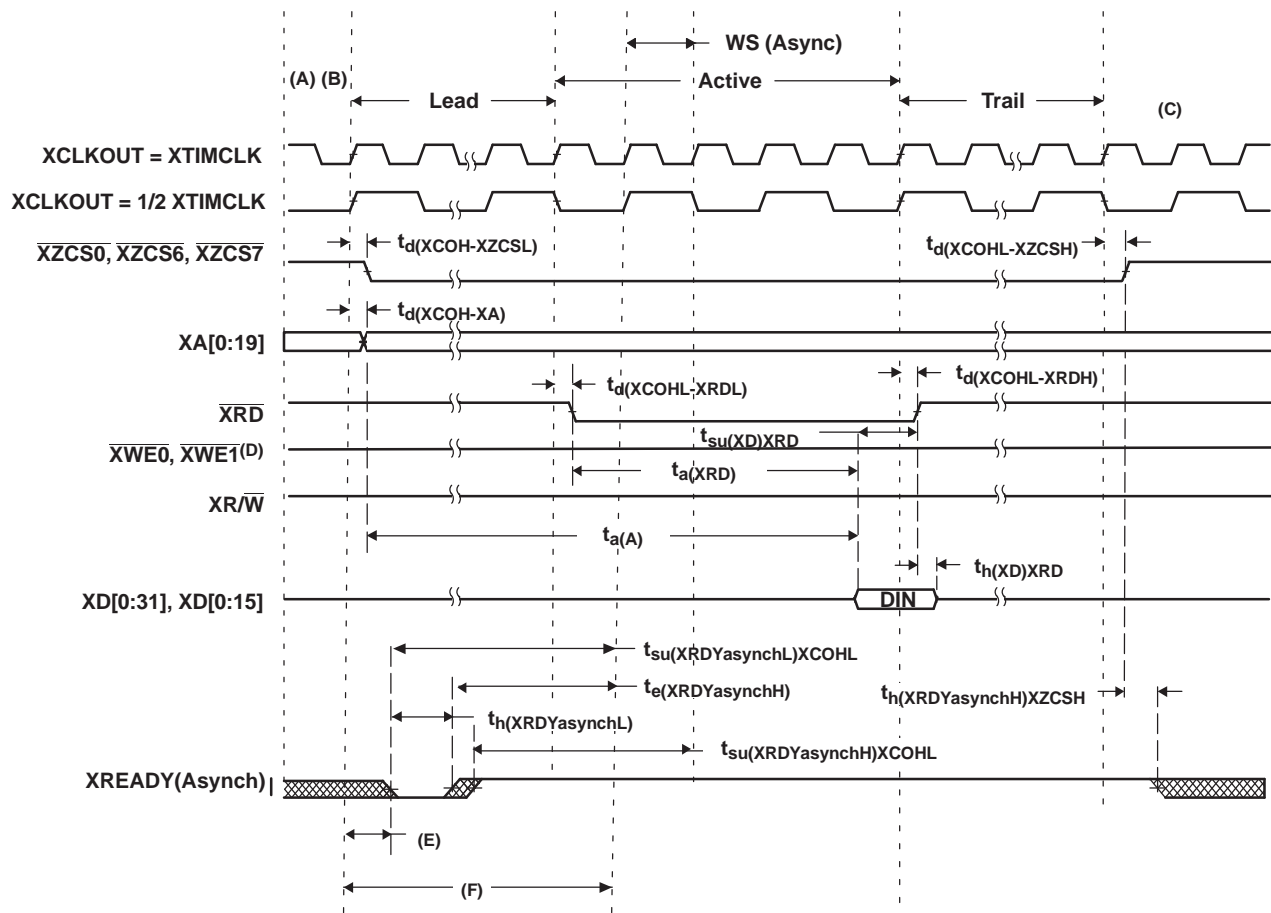 WS (Async)
(A) (B)
Active
Lead
Trail
(C)
XCLKOUT = XTIMCLK
XCLKOUT = 1/2 XTIMCLK
XZCS0, XZCS6, XZCS7
td(XCOH-XZCSL)
td(XCOHL-XZCSH)
td(XCOH-XA)
XA[0:19]
td(XCOHL-XRDL)
td(XCOHL-XRDH)
XRD
tsu(XD)XRD
XWE0, XWE1(D)
ta(XRD)
XR/W
ta(A)
th(XD)XRD
XD[0:31], XD[0:15]
DIN
tsu(XRDYasynchL)XCOHL
te(XRDYasynchH)
th(XRDYasynchH)XZCSH
th(XRDYasynchL)
tsu(XRDYasynchH)XCOHL
XREADY(Asynch)
(E)
(F)